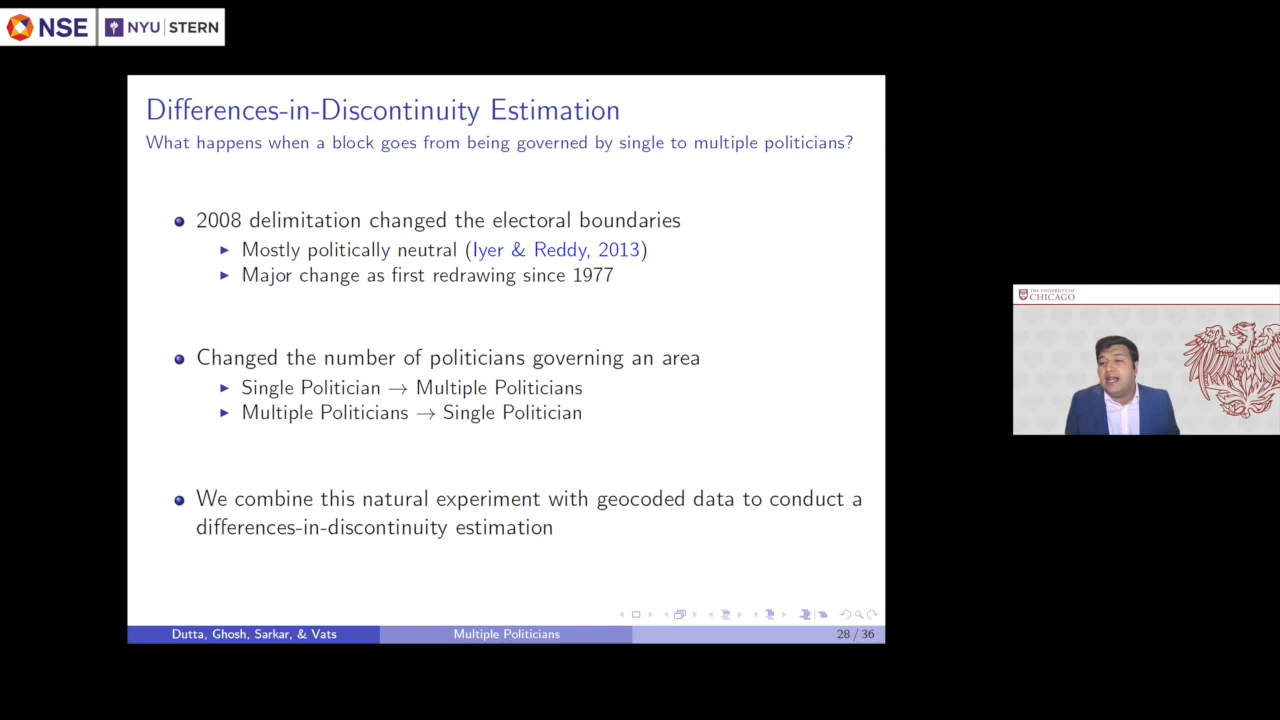 NSE
NYU | STERN
Differences-in-Discontinuity Estimation
What happens when a block goes from being governed by single to multiple politicians?
2008 delimitation changed the electoral boundaries
Mostly politically neutral (Iyer & Reddy, 2013)
Major change as first redrawing since 1977
Changed the number of politicians governing an area
Single Politician → Multiple Politicians
Multiple Politicians → Single Politician
We combine this natural experiment with geocoded data to conduct a
differences-in-discontinuity estimation
Dutta, Ghosh, Sarkar, & Vats
Multiple Politicians
28 / 36
THE UNIVERSITY OF
CHICAGO